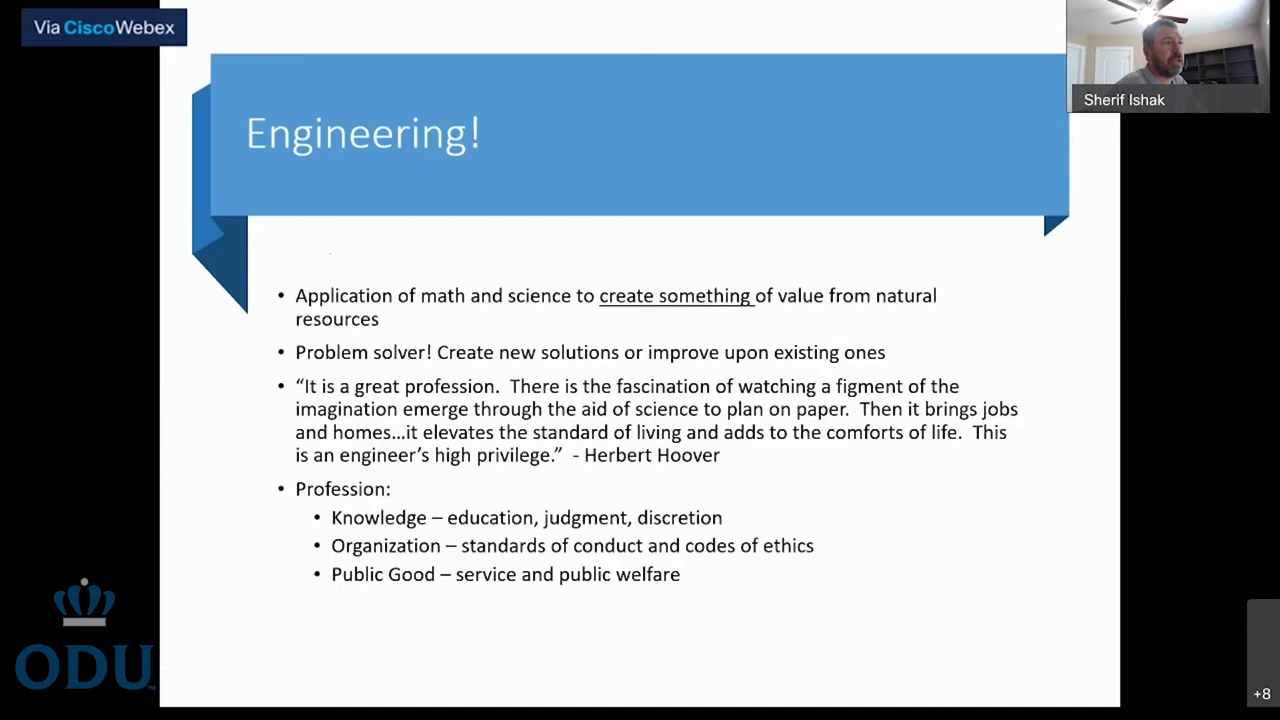 Via CiscoWebex
Sherif Ishak
Engineering!
• Application of math and science to create something of value from natural
resources
• Problem solver! Create new solutions or improve upon existing ones
• “It is a great profession.  There is the fascination of watching a figment of the
imagination emerge through the aid of science to plan on paper.  Then it brings jobs
and homes…it elevates the standard of living and adds to the comforts of life.  This
is an engineer’s high privilege.”  - Herbert Hoover
• Profession:
• Knowledge – education, judgment, discretion
• Organization – standards of conduct and codes of ethics
• Public Good – service and public welfare
ODU
+8